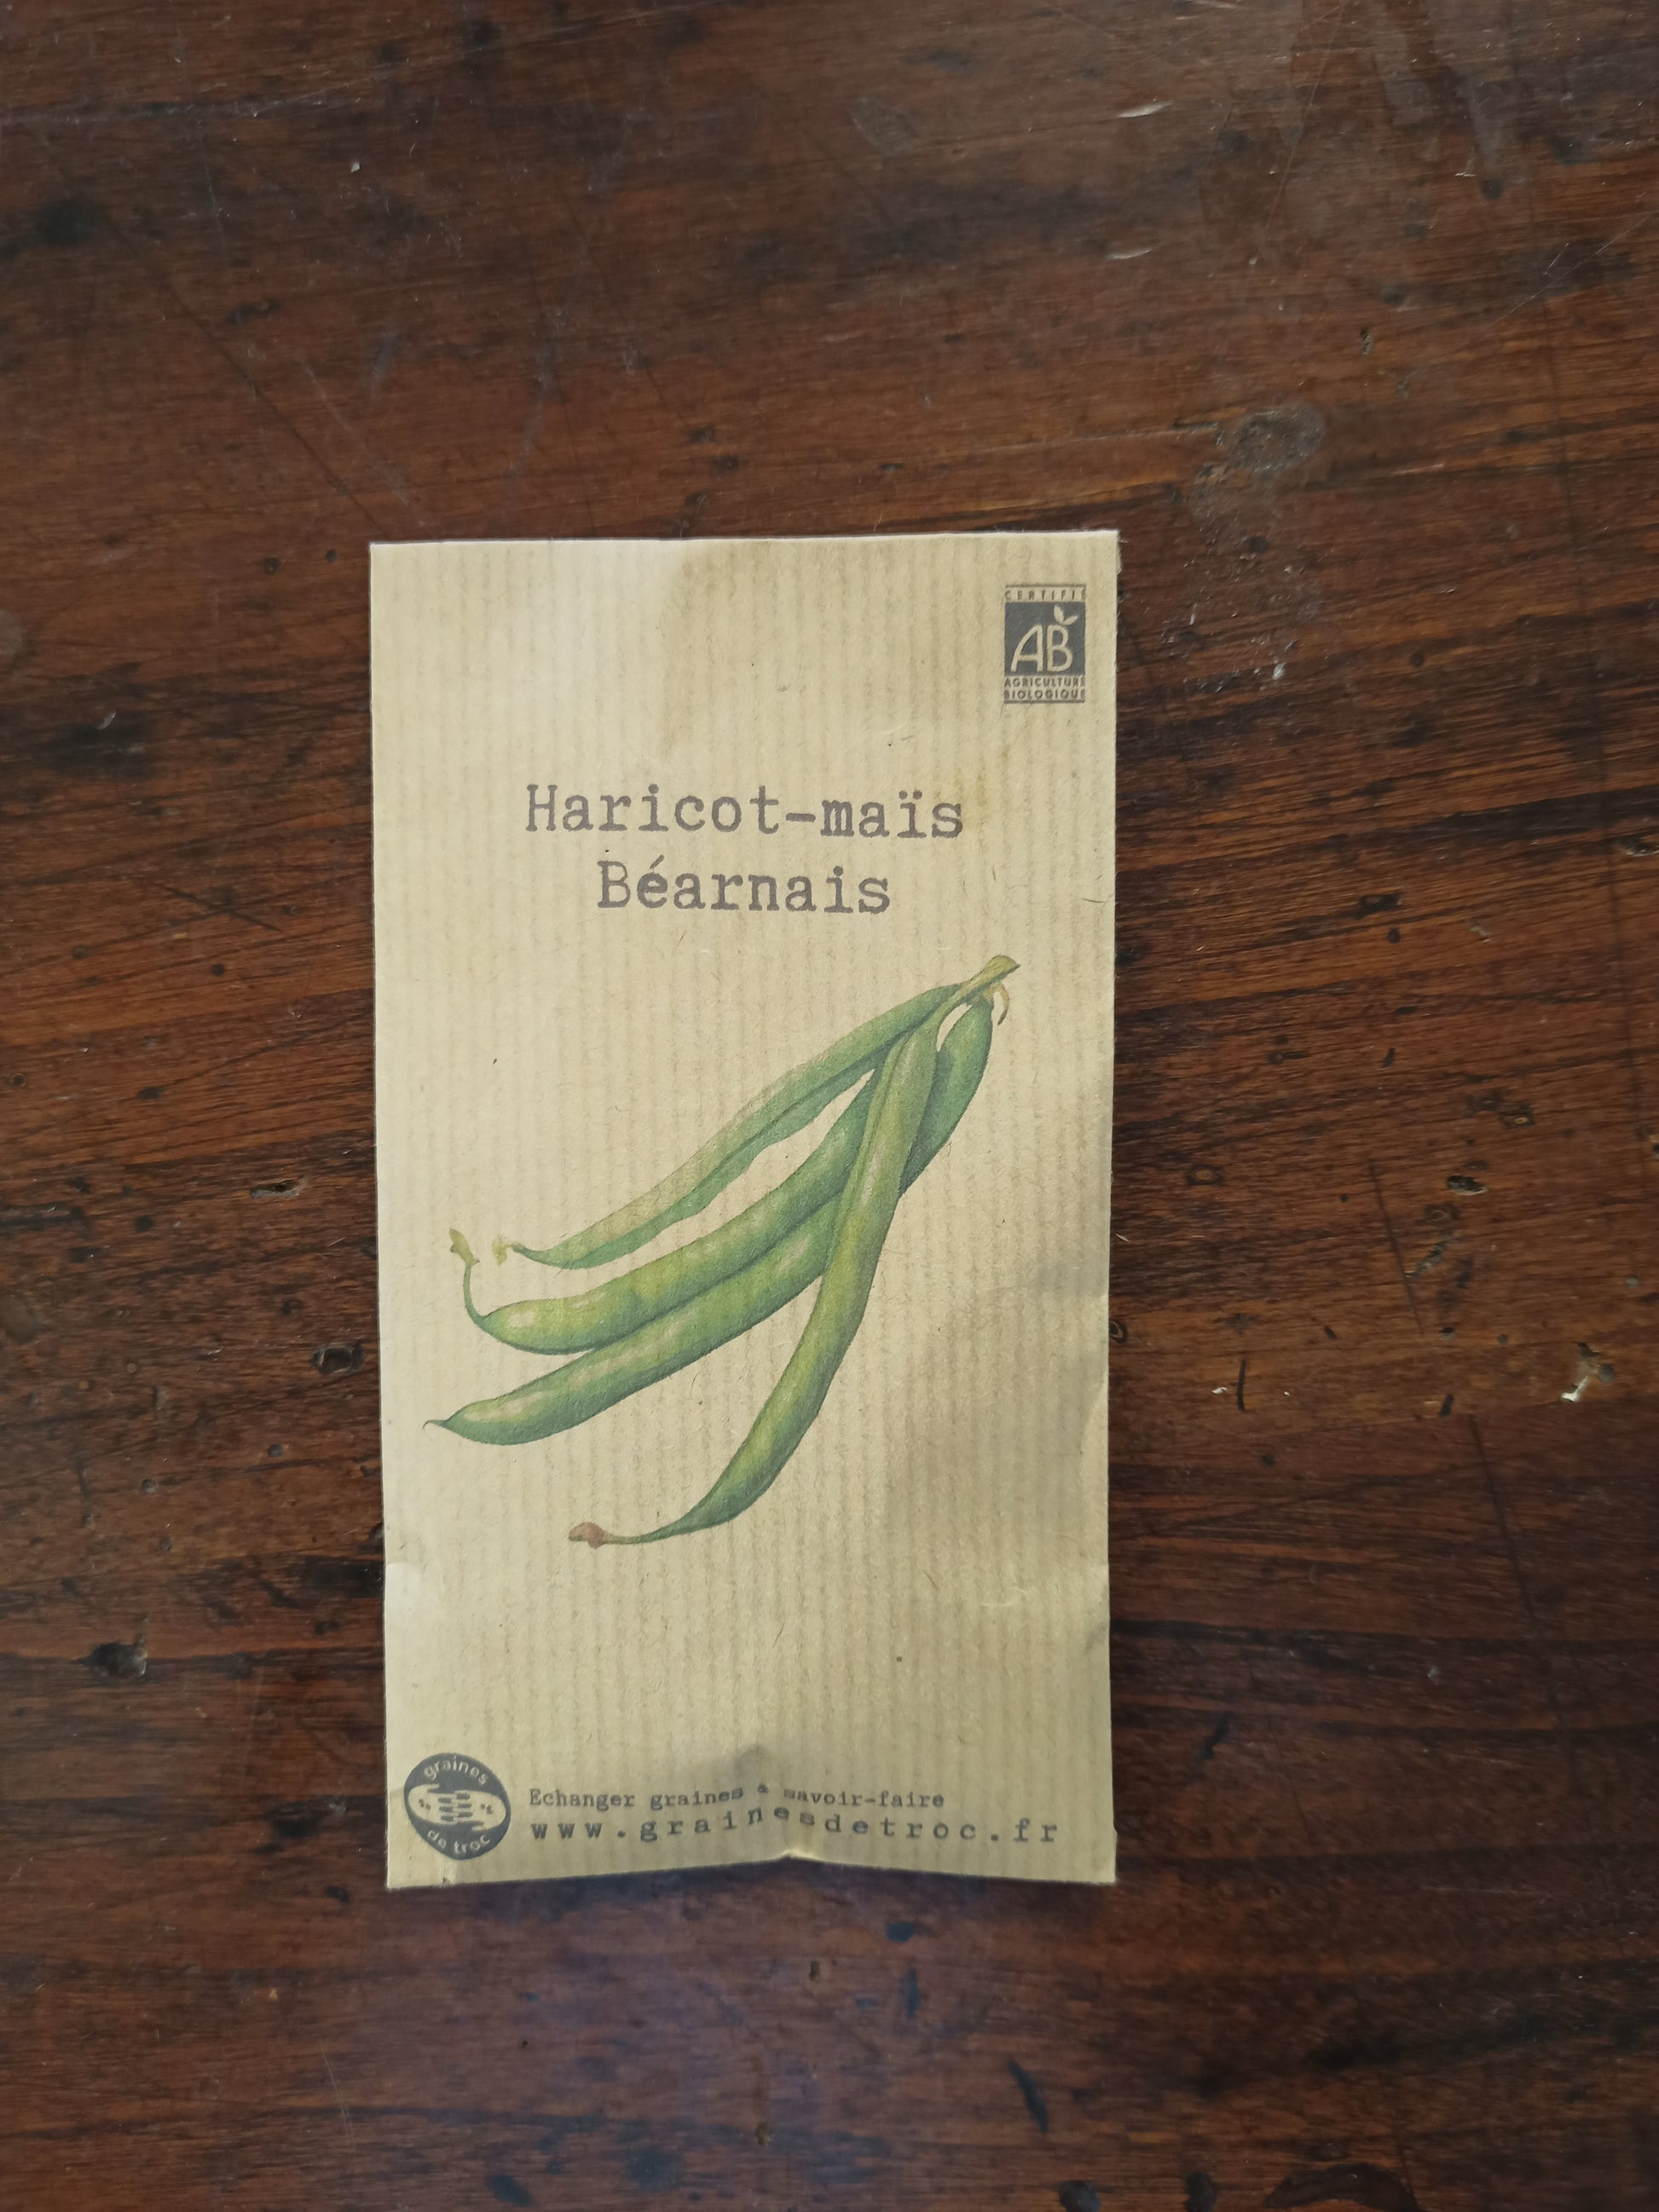 CERTIFIÉ
AB
AGRICULTURE
BIOLOGIQUE
Haricot-maïs
Béarnais
graines
de troc
Echanger graines & savoir-faire
www.grainesdetroc.fr